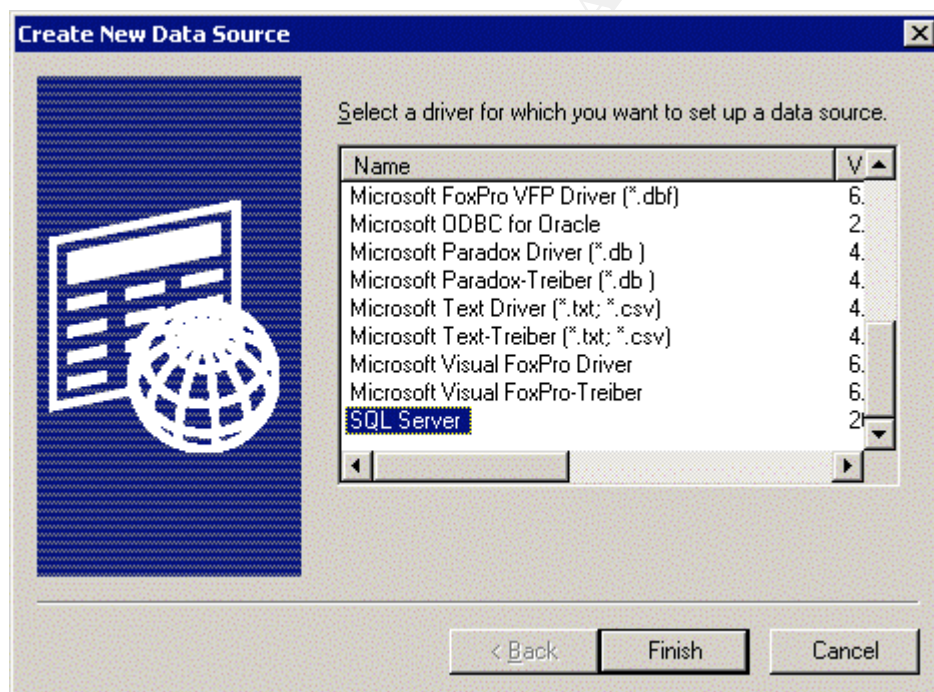 Create New Data Source
Select a driver for which you want to set up a data source.
Name V
Microsoft FoxPro VFP Driver (*.dbf) 6.
Microsoft ODBC for Oracle 2.
Microsoft Paradox Driver (*.db ) 4.
Microsoft Paradox-Treiber (*.db ) 4.
Microsoft Text Driver (*.txt; *.csv) 4.
Microsoft Text-Treiber (*.txt; *.csv) 4.
Microsoft Visual FoxPro Driver 6.
Microsoft Visual FoxPro-Treiber 6.
SQL Server 2
< Back Finish Cancel